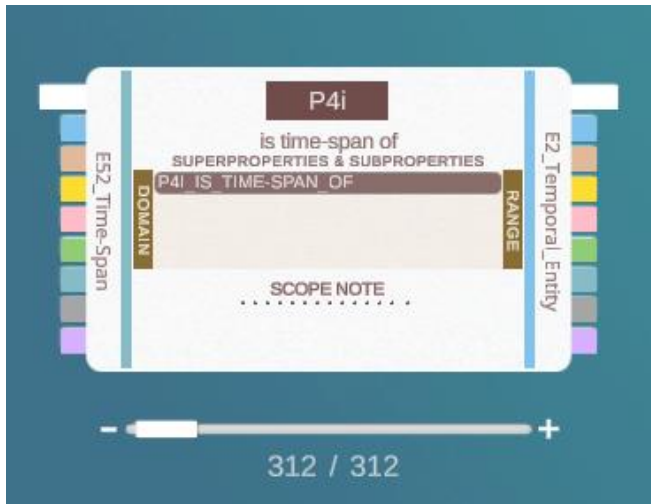 P4i
is time-span of
SUPERPROPERTIES & SUBPROPERTIES
P4I_IS_TIME-SPAN_OF
E52_Time-Span
DOMAIN
RANGE
E2_Temporal_Entity
SCOPE NOTE
- +
312 / 312